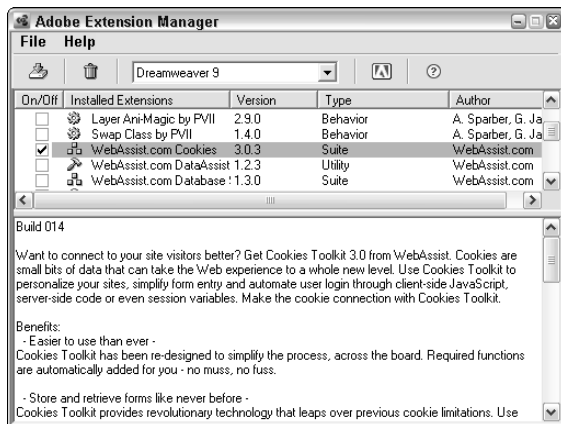 Adobe Extension Manager
File Help
Dreamweaver 9
On/Off Installed Extensions Version Type Author
Layer Ani-Magic by PVII 2.9.0 Behavior A. Sparber, G. Ja
Swap Class by PVII 1.4.0 Behavior A. Sparber, G. Ja
WebAssist.com Cookies 3.0.3 Suite WebAssist.com
WebAssist.com DataAssist 1.2.3 Utility WebAssist.com
WebAssist.com Database 1.3.0 Suite WebAssist.com
Build 014
Want to connect to your site visitors better? Get Cookies Toolkit 3.0 from WebAssist. Cookies are
small bits of data that can take the Web experience to a whole new level. Use Cookies Toolkit to
personalize your sites, simplify form entry and automate user login through client-side JavaScript,
server-side code or even session variables. Make the cookie connection with Cookies Toolkit.
Benefits:
- Easier to use than ever -
Cookies Toolkit has been re-designed to simplify the process, across the board. Required functions
are automatically added for you - no muss, no fuss.
- Store and retrieve forms like never before -
Cookies Toolkit provides revolutionary technology that leaps over previous cookie limitations. Use